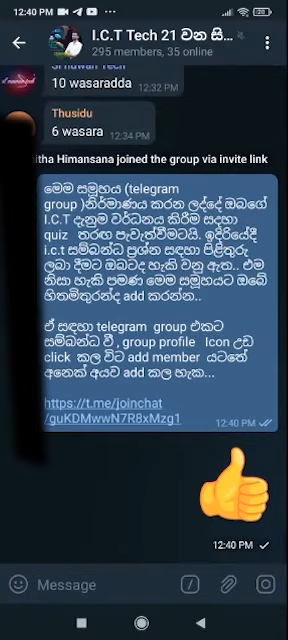 12:40 PM
I.C.T Tech 21 වන සි...
295 members, 35 online
10 wasaradda
12:32 PM
Thusidu
6 wasara
12:34 PM
itha Himansana joined the group via invite link
මෙම සමූහය (telegram
group )නිර්මාණය කරන ලද්දේ ඔබගේ
I.C.T දැනුම වර්ධනය කිරීම සදහා
quiz තරඟ පැවැත්වීමටයි. ඉදිරියේදී
i.c.t සම්බන්ධ ප්‍රශ්න සඳහා පිළිතුරු
ලබා දීමට ඔබටද හැකි වනු ඇත.. එම
නිසා හැකි පමණ මෙම සමූහයට ඔබේ
හිතමිතුරන්ද add කරන්න..
ඒ සඳහා telegram group එකට
සම්බන්ධ වී , group profile Icon උඩ
click කල විට add member යටතේ
අනෙක් අයව add කල හැක...
https://t.me/joinchat
/guKDMwwN7R8xMzg1
12:40 PM
12:40 PM
Message